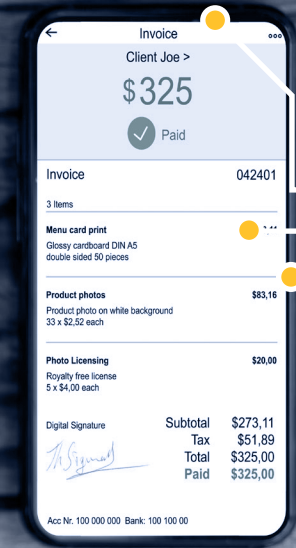 Invoice
Client Joe >
$325
Paid
Invoice 042401
3 Items
Menu card print
Glossy cardboard DIN A5
double sided 50 pieces
Product photos $83,16
Product photo on white background
33 x $2,52 each
Photo Licensing $20,00
Royalty free license
5 x $4,00 each
Digital Signature
Subtotal $273,11
Tax $51,89
Total $325,00
Paid $325,00
Acc Nr. 100 000 000 Bank: 100 100 00